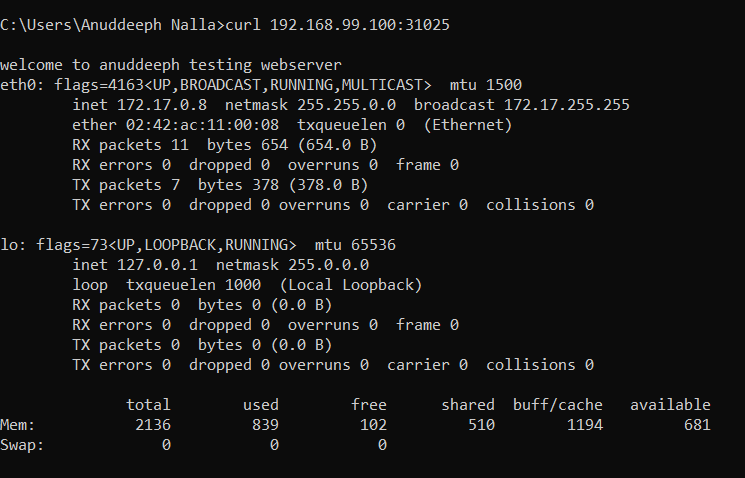 C:\Users\Anuddeeph Nalla>curl 192.168.99.100:31025
welcome to anuddeeph testing webserver
eth0: flags=4163<UP,BROADCAST,RUNNING,MULTICAST>  mtu 1500
        inet 172.17.0.8  netmask 255.255.0.0  broadcast 172.17.255.255
        ether 02:42:ac:11:00:08  txqueuelen 0  (Ethernet)
        RX packets 11  bytes 654 (654.0 B)
        RX errors 0  dropped 0  overruns 0  frame 0
        TX packets 7  bytes 378 (378.0 B)
        TX errors 0  dropped 0 overruns 0  carrier 0  collisions 0
lo: flags=73<UP,LOOPBACK,RUNNING>  mtu 65536
        inet 127.0.0.1  netmask 255.0.0.0
        loop  txqueuelen 1000  (Local Loopback)
        RX packets 0  bytes 0 (0.0 B)
        RX errors 0  dropped 0  overruns 0  frame 0
        TX packets 0  bytes 0 (0.0 B)
        TX errors 0  dropped 0 overruns 0  carrier 0  collisions 0
              total        used        free      shared  buff/cache   available
Mem:           2136         839         102         510        1194         681
Swap:             0           0           0